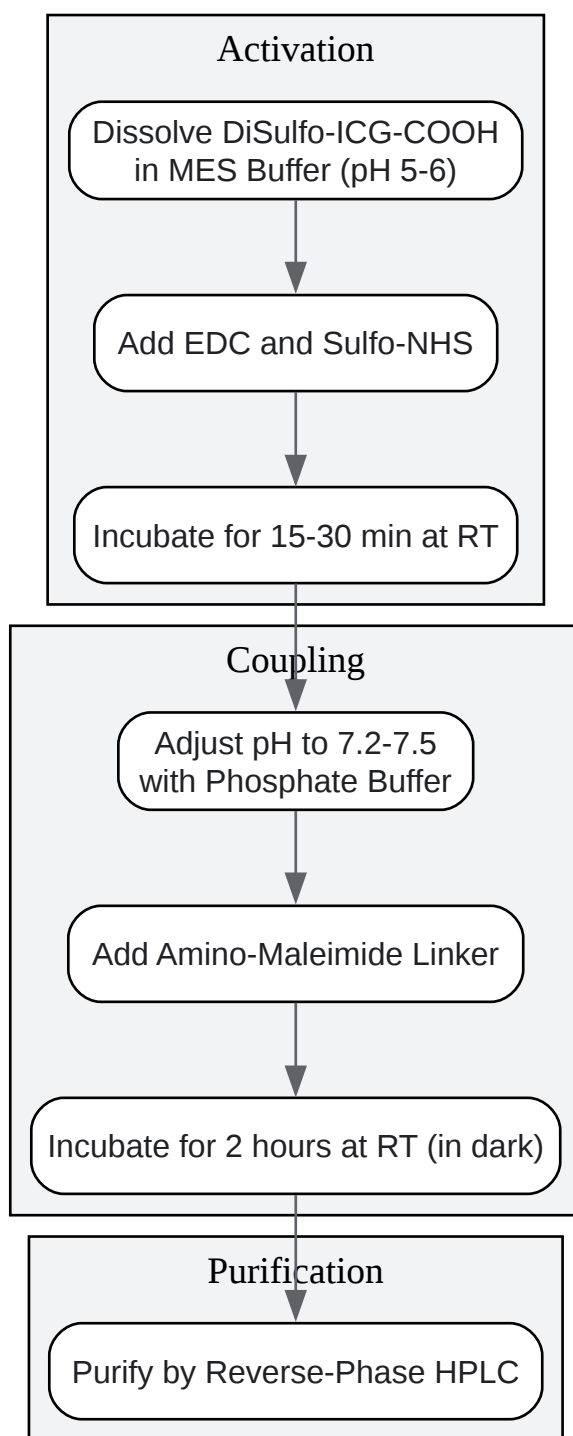 Activation
Dissolve DiSulfo-ICG-COOH
in MES Buffer (pH 5-6)
Add EDC and Sulfo-NHS
Incubate for 15-30 min at RT
Coupling
Adjust pH to 7.2-7.5
with Phosphate Buffer
Add Amino-Maleimide Linker
Incubate for 2 hours at RT (in dark)
Purification
Purify by Reverse-Phase HPLC